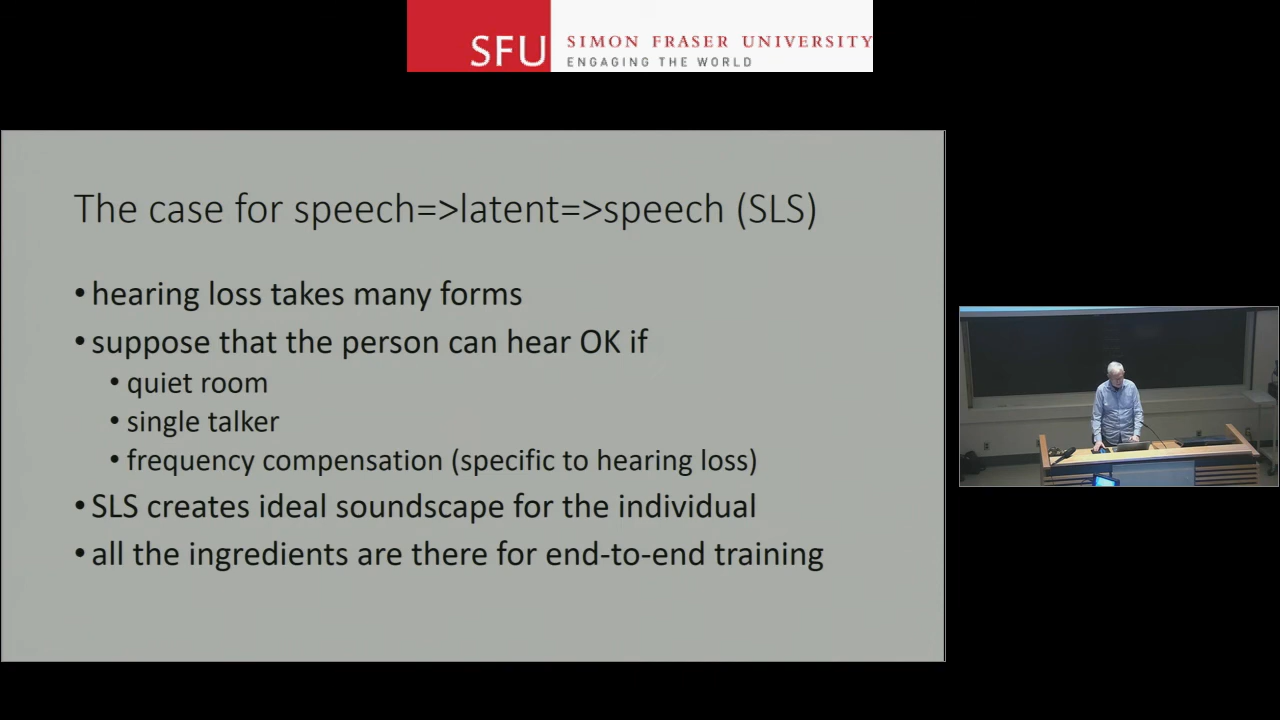 SFU
SIMON FRASER UNIVERSITY
ENGAGING THE WORLD
The case for speech=>latent=>speech (SLS)
• hearing loss takes many forms
• suppose that the person can hear OK if
• quiet room
• single talker
• frequency compensation (specific to hearing loss)
• SLS creates ideal soundscape for the individual
• all the ingredients are there for end-to-end training